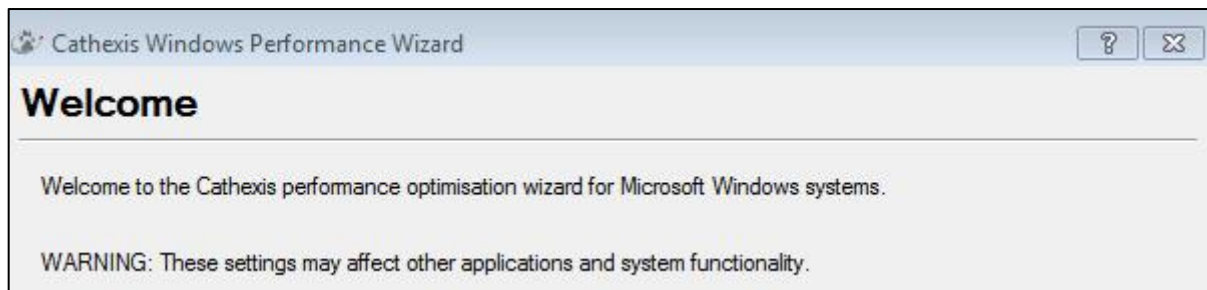 Cathexis Windows Performance Wizard
Welcome
Welcome to the Cathexis performance optimisation wizard for Microsoft Windows systems.
WARNING: These settings may affect other applications and system functionality.